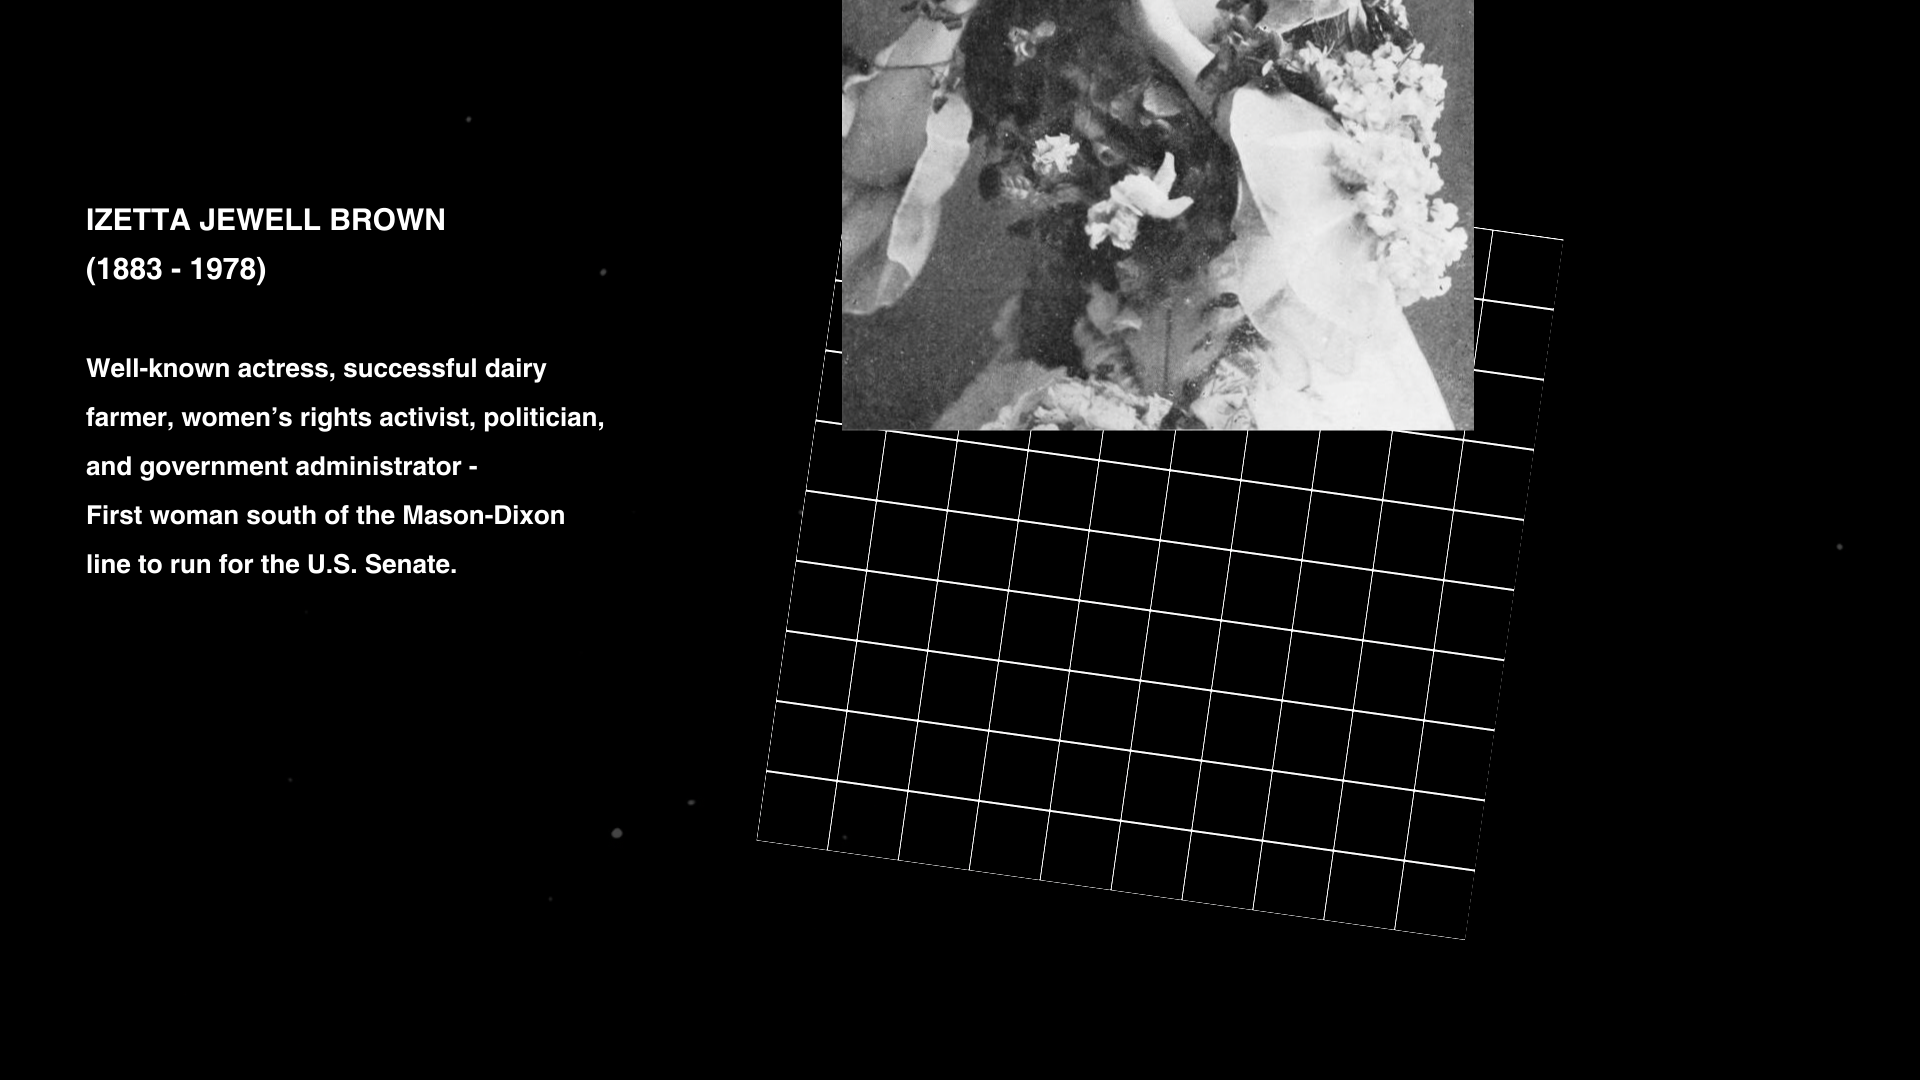 IZETTA JEWELL BROWN
(1883 - 1978)
Well-known actress, successful dairy
farmer, women’s rights activist, politician,
and government administrator -
First woman south of the Mason-Dixon
line to run for the U.S. Senate.